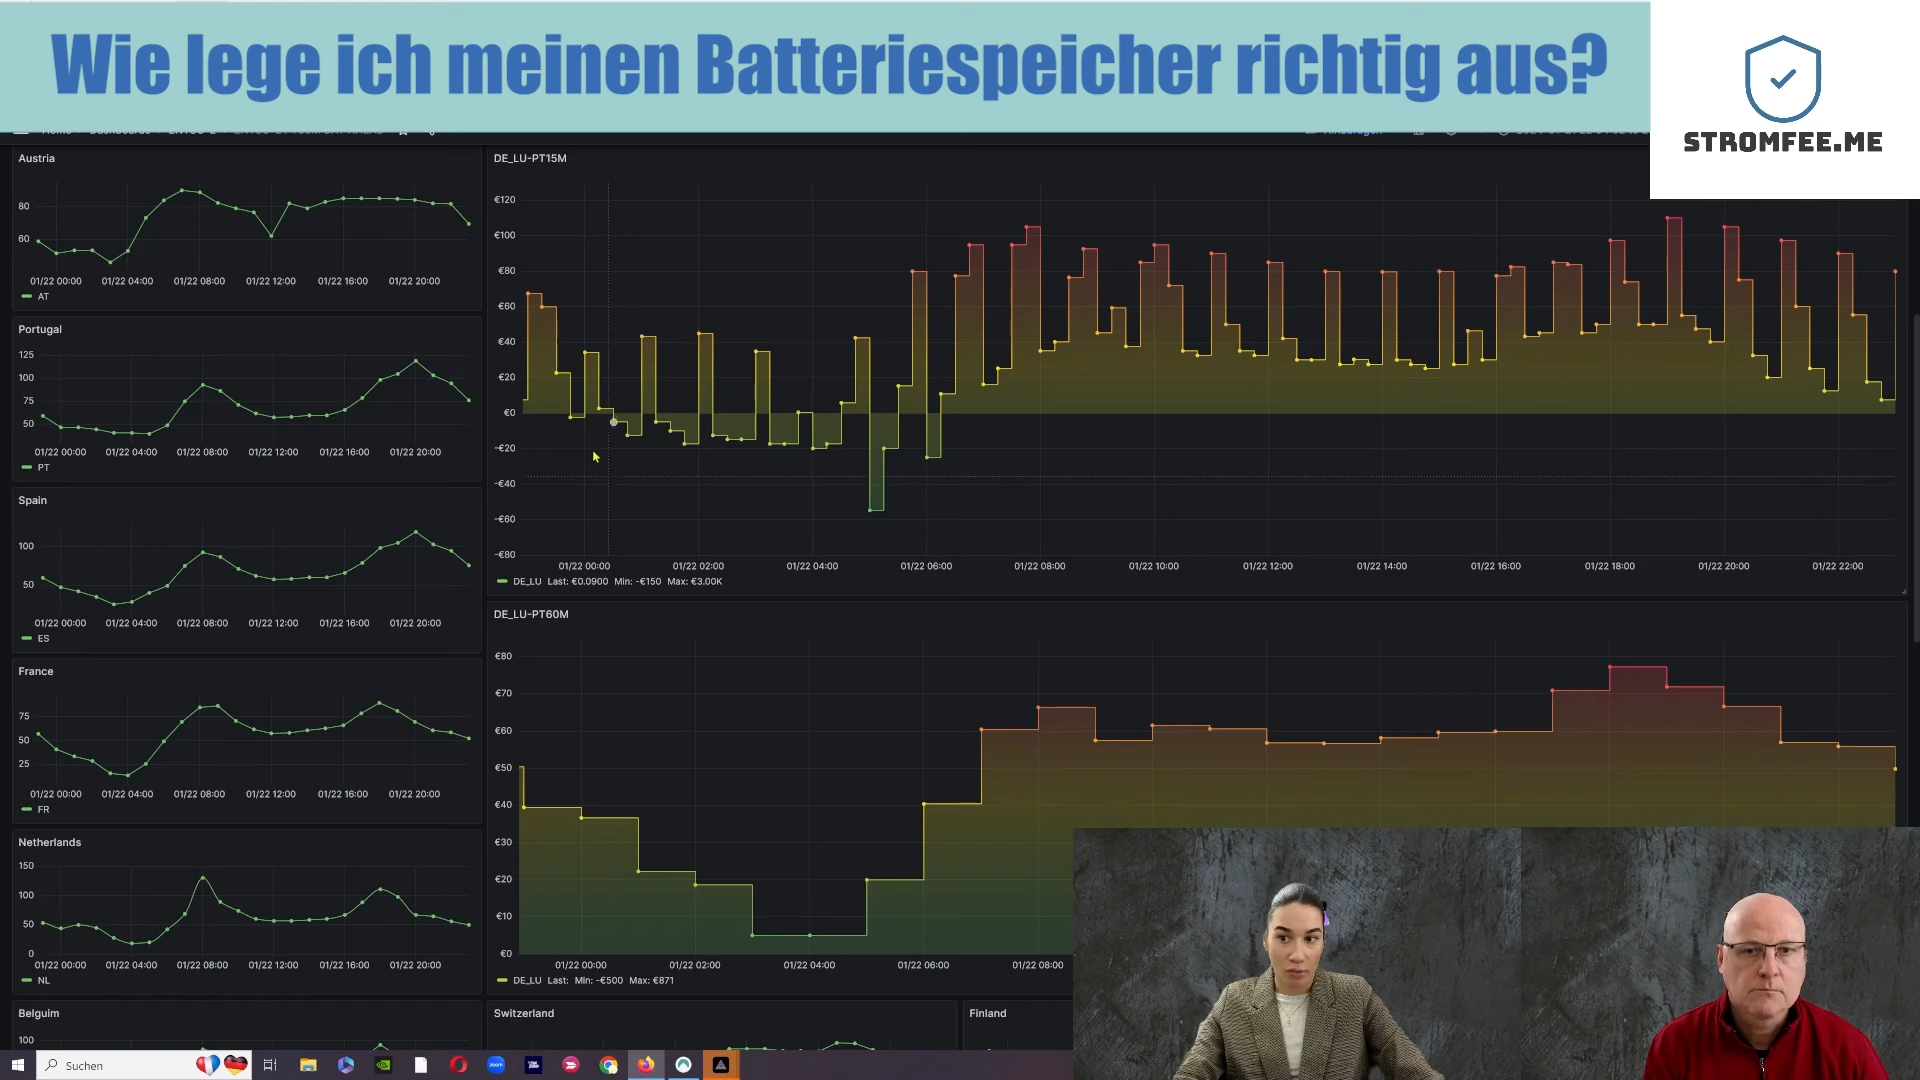 Wie lege ich meinen Batteriespeicher richtig aus?
STROMFEE.ME
Austria
80
60
01/22 00:00 01/22 04:00 01/22 08:00 01/22 12:00 01/22 16:00 01/22 20:00
AT
Portugal
125
100
75
50
01/22 00:00 01/22 04:00 01/22 08:00 01/22 12:00 01/22 16:00 01/22 20:00
PT
Spain
100
50
01/22 00:00 01/22 04:00 01/22 08:00 01/22 12:00 01/22 16:00 01/22 20:00
ES
France
75
50
25
01/22 00:00 01/22 04:00 01/22 08:00 01/22 12:00 01/22 16:00 01/22 20:00
FR
Netherlands
150
100
50
0
01/22 00:00 01/22 04:00 01/22 08:00 01/22 12:00 01/22 16:00 01/22 20:00
NL
Belguim
100
DE_LU-PT15M
€120
€100
€80
€60
€40
€20
€0
-€20
-€40
-€60
-€80
01/22 00:00 01/22 02:00 01/22 04:00 01/22 06:00 01/22 08:00 01/22 10:00 01/22 12:00 01/22 14:00 01/22 16:00 01/22 18:00 01/22 20:00 01/22 22:00
DE_LU Last: €0.0900 Min: -€150 Max: €3.00K
DE_LU-PT60M
€80
€70
€60
€50
€40
€30
€20
€10
€0
01/22 00:00 01/22 02:00 01/22 04:00 01/22 06:00 01/22 08:00
DE_LU Last: Min: -€500 Max: €871
Switzerland
Finland
Suchen
zoom